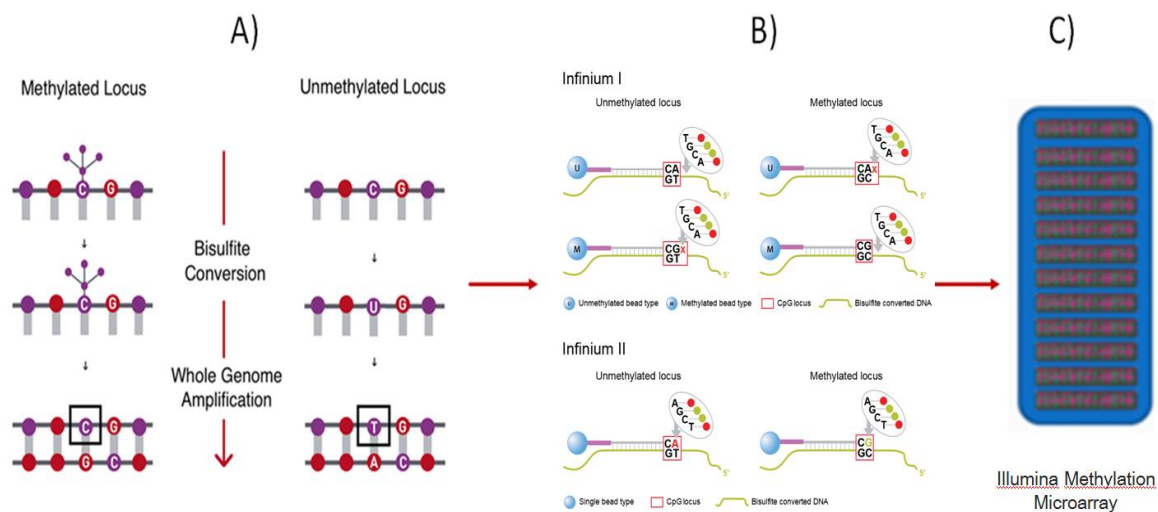 A)
Methylated Locus
Unmethylated Locus
C G
C G
Bisulfite
Conversion
C G
U G
Whole Genome
Amplification
C G
G C
T G
A C
B)
Infinium I
Unmethylated locus
Methylated locus
T G C A
U
CA
GT
5'
T G C A
U
CAx
GC
5'
T G C A
M
CGx
GT
5'
T G C A
M
CG
GC
5'
U Unmethylated bead type
M Methylated bead type
CpG locus
Bisulfite converted DNA
Infinium II
Unmethylated locus
Methylated locus
A G C T
CA
GT
5'
A G C T
CG
GC
5'
Single bead type
CpG locus
Bisulfite converted DNA
C)
Illumina Methylation
Microarray